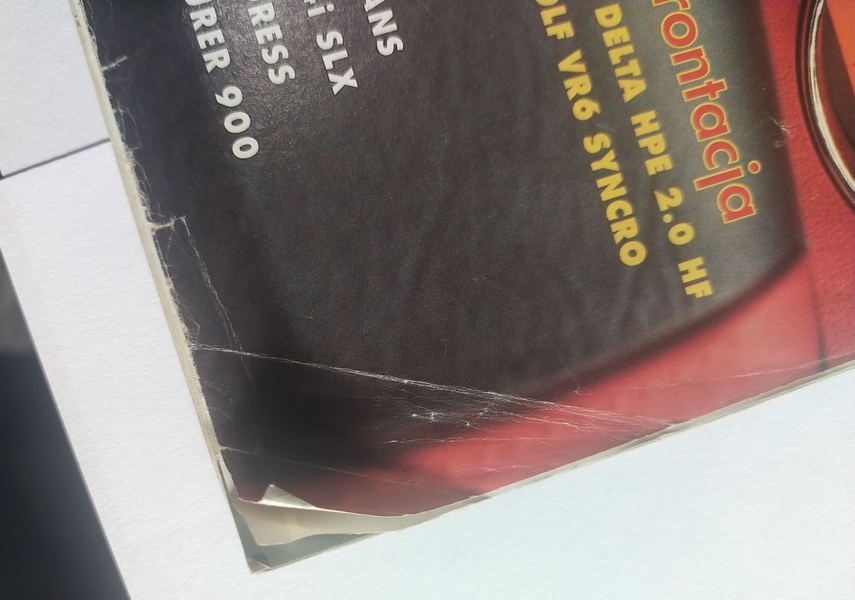 rontacja
DELTA HPE 2.0 HF
OLF VR6 SYNCRO
ANS
i SLX
RESS
URER 900